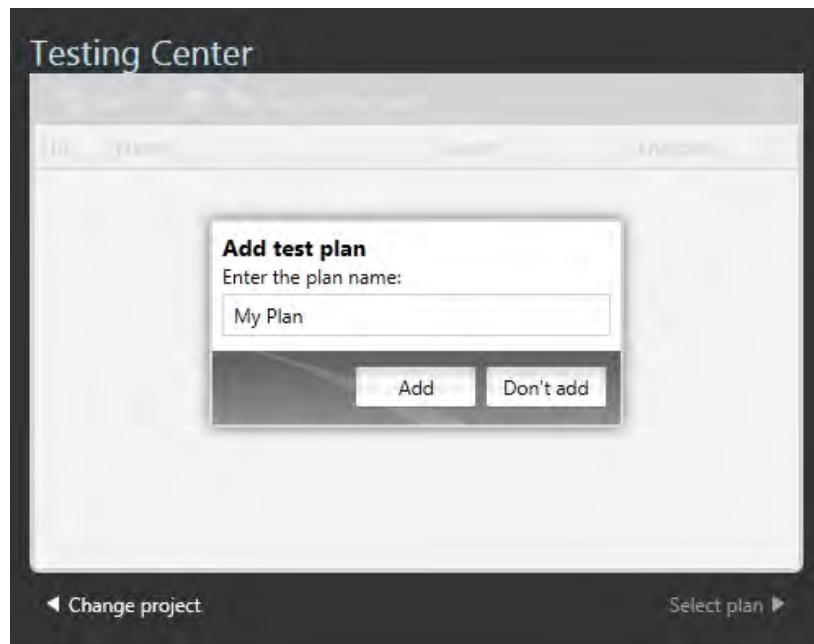 Testing Center
Add test plan
Enter the plan name:
My Plan
Add
Don't add
Change project
Select plan